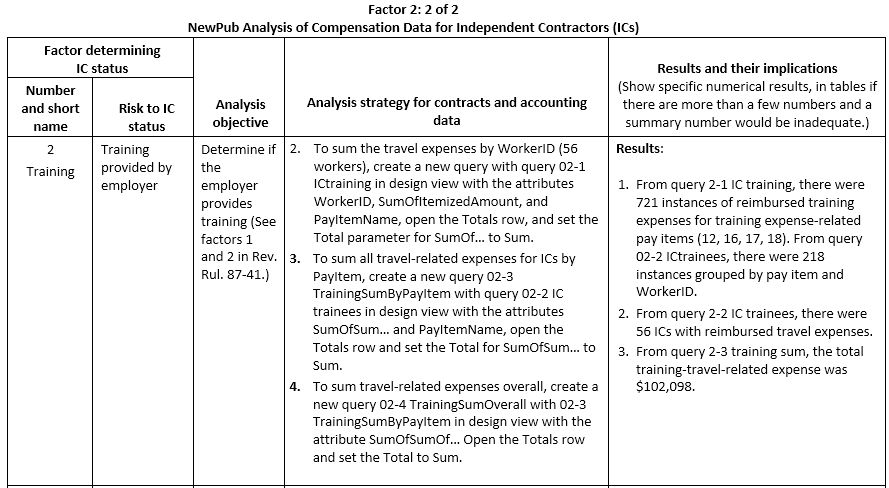 Factor 2: 2 of 2
NewPub Analysis of Compensation Data for Independent Contractors (ICs)
Factor determining
IC status
Number
and short
name
Risk to IC
status
Analysis
objective
Analysis strategy for contracts and accounting
data
Results and their implications
(Show specific numerical results, in tables if
there are more than a few numbers and a
summary number would be inadequate.)
2
Training
Training
provided by
employer
Determine if
the
employer
provides
training (See
factors 1
and 2 in Rev.
Rul. 87-41.)
2. To sum the travel expenses by WorkerID (56
workers), create a new query with query 02-1
ICtraining in design view with the attributes
WorkerID, SumOfItemizedAmount, and
PayItemName, open the Totals row, and set the
Total parameter for SumOf... to Sum.
3. To sum all travel-related expenses for ICs by
PayItem, create a new query 02-3
TrainingSumByPayItem with query 02-2 IC
trainees in design view with the attributes
SumOfSum... and PayItemName, open the
Totals row and set the Total for SumOfSum... to
Sum.
4. To sum travel-related expenses overall, create a
new query 02-4 TrainingSumOverall with 02-3
TrainingSumByPayItem in design view with the
attribute SumOfSumOf... Open the Totals row
and set the Total to Sum.
Results:
1. From query 2-1 IC training, there were
721 instances of reimbursed training
expenses for training expense-related
pay items (12, 16, 17, 18). From query
02-2 ICtrainees, there were 218
instances grouped by pay item and
WorkerID.
2. From query 2-2 IC trainees, there were
56 ICs with reimbursed travel expenses.
3. From query 2-3 training sum, the total
training-travel-related expense was
$102,098.